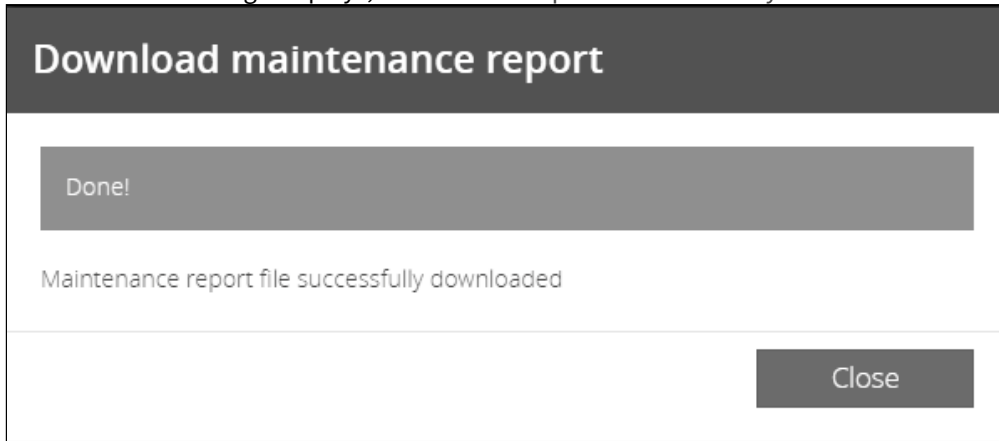 Download maintenance report
Done!
Maintenance report file successfully downloaded
Close